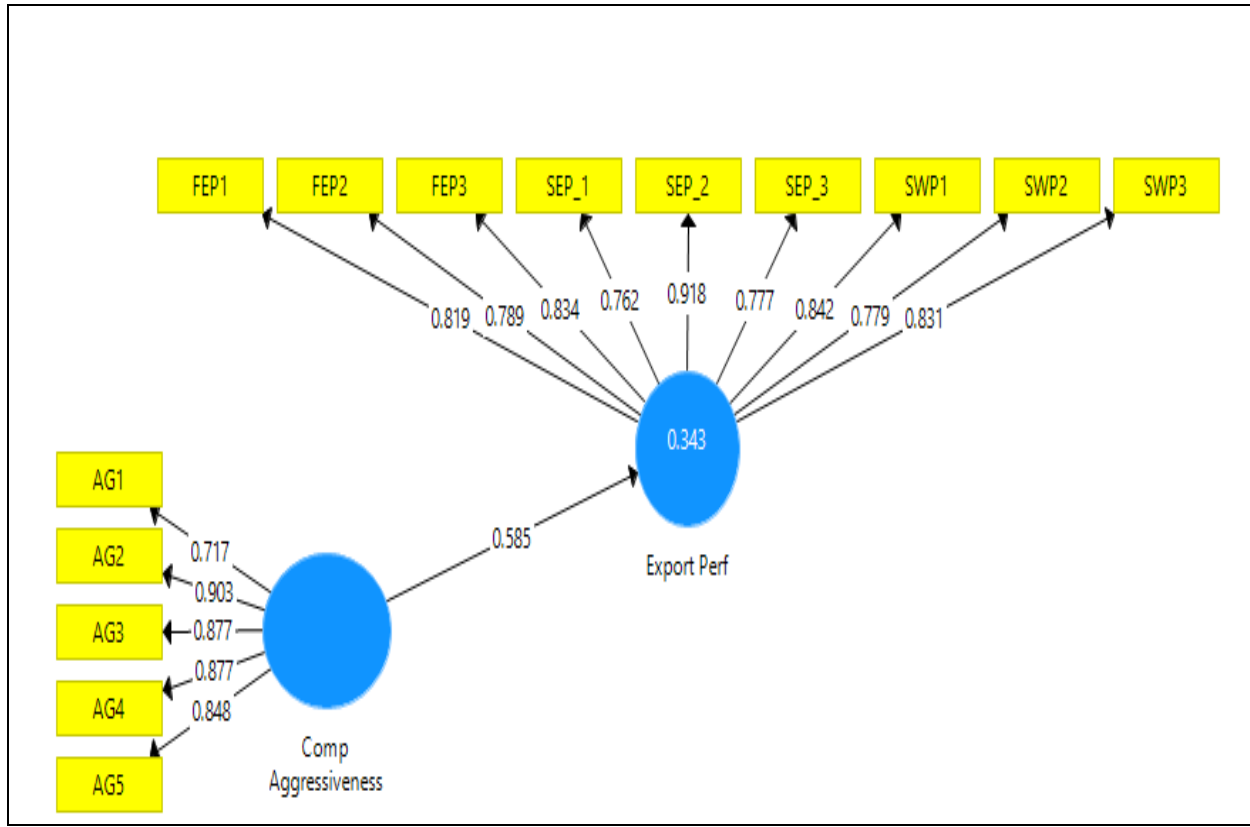 FEP1
FEP2
FEP3
SEP_1
SEP_2
SEP_3
SWP1
SWP2
SWP3
0.819
0.789
0.834
0.762
0.918
0.777
0.842
0.779
0.831
0.343
Export Perf
0.585
AG1
AG2
AG3
AG4
AG5
0.717
0.903
0.877
0.877
0.848
Comp
Aggressiveness